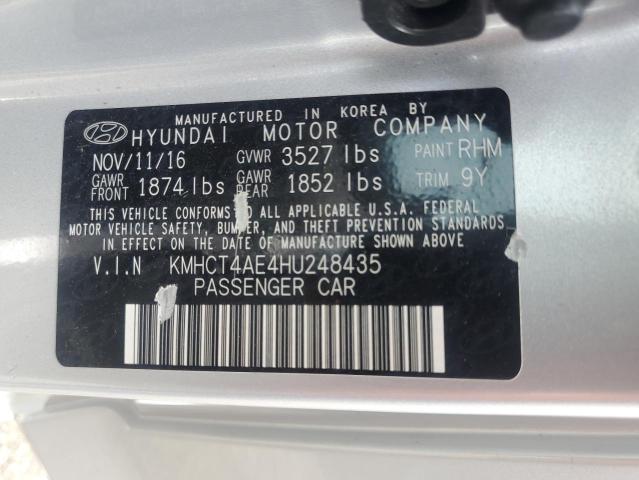 MANUFACTURED IN KOREA BY
HYUNDAI MOTOR COMPANY
NOV/11/16 GVWR 3527 lbs PAINT RHM
GAWR FRONT 1874 lbs GAWR REAR 1852 lbs TRIM 9Y
THIS VEHICLE CONFORMS TO ALL APPLICABLE U.S.A. FEDERAL
MOTOR VEHICLE SAFETY, BUMPER, AND THEFT PREVENTION STANDARDS
IN EFFECT ON THE DATE OF MANUFACTURE SHOWN ABOVE.
V.I.N KMHCT4AE4HU248435
PASSENGER CAR